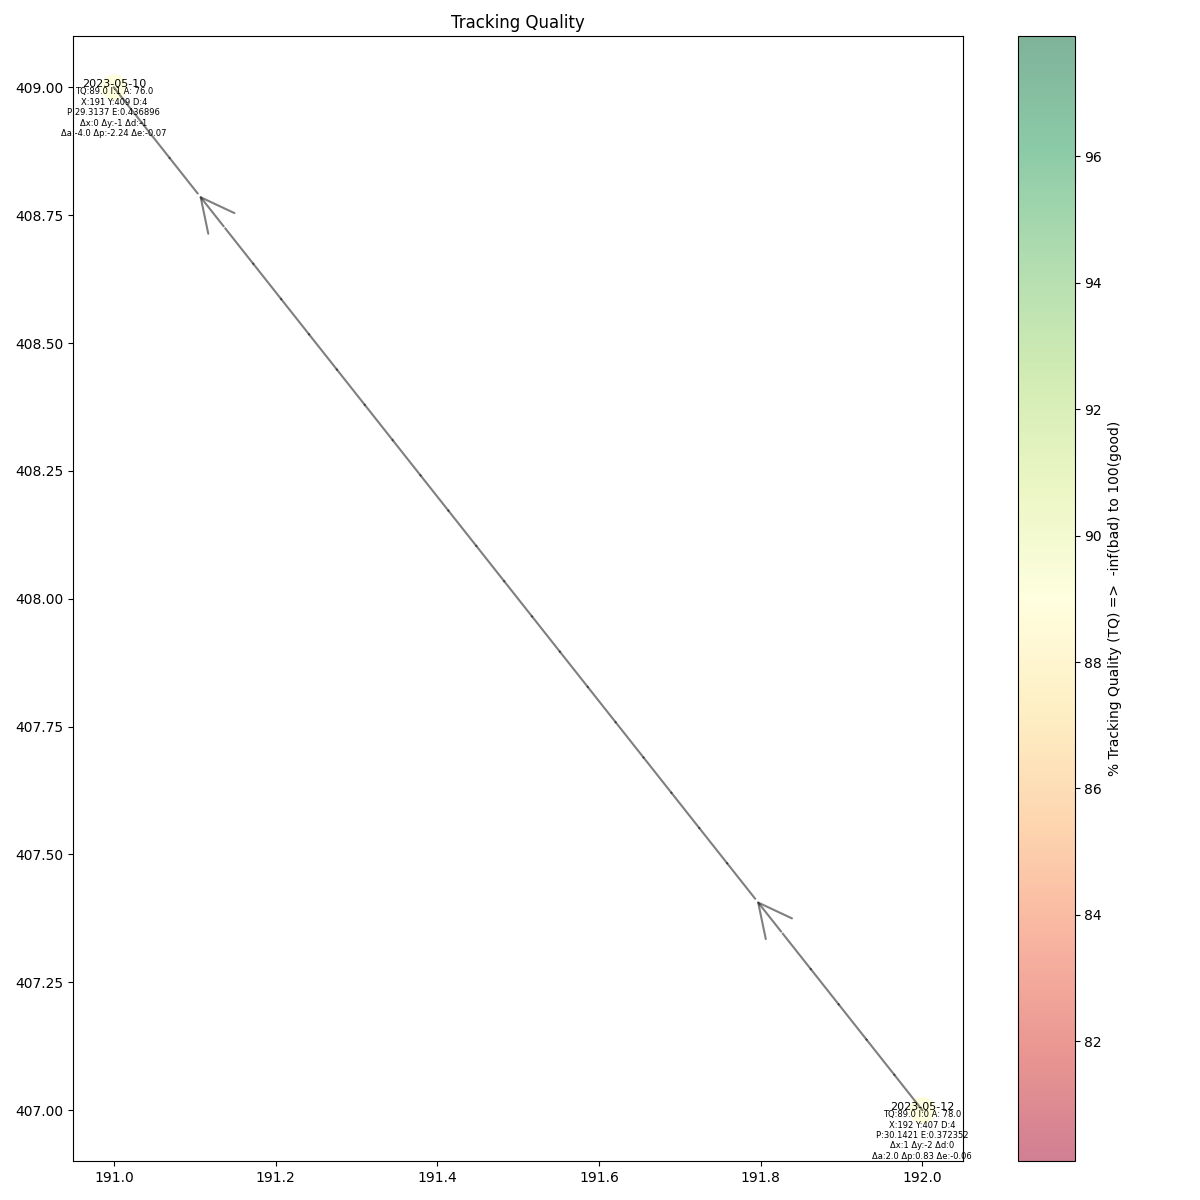 Tracking Quality
409.00
408.75
408.50
408.25
408.00
407.75
407.50
407.25
407.00
2023-05-10
TQ:89.0 I:1 A: 76.0
X:191 Y:409 D:4
P:29.3137 E:0.436896
Δx:0 Δy:-1 Δd:-1
Δa:-4.0 Δp:-2.24 Δe:-0.07
2023-05-12
TQ:89.0 I:0 A: 78.0
X:192 Y:407 D:4
P:30.1421 E:0.372352
Δx:1 Δy:-2 Δd:0
Δa:2.0 Δp:0.83 Δe:-0.06
191.0
191.2
191.4
191.6
191.8
192.0
96
94
92
90
88
86
84
82
% Tracking Quality (TQ) => -inf(bad) to 100(good)